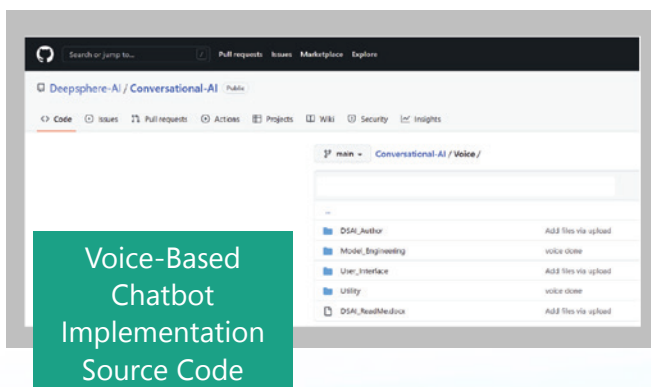 Search or jump to... /
Pull requests Issues Marketplace Explore
Deepsphere-AI / Conversational-AI Public
<> Code Issues Pull requests Actions Projects Wiki Security Insights
main Conversational-AI / Voice /
..
DSAI_Author Add files via upload
Model_Engineering voice done
User_Interface Add files via upload
Utility voice done
DSAI_ReadMe.docx Add files via upload
Voice-Based
Chatbot
Implementation
Source Code